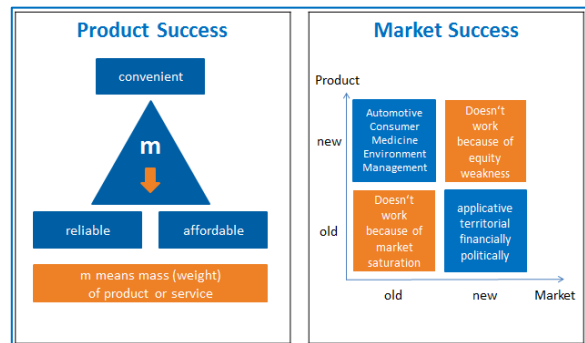 Product Success
convenient
m
reliable
affordable
m means mass (weight)
of product or service
Market Success
Product
new
Automotive
Consumer
Medicine
Environment
Management
Doesn't
work
because of
equity
weakness
old
Doesn't
work
because of
market
saturation
applicative
territorial
financially
politically
old
new
Market